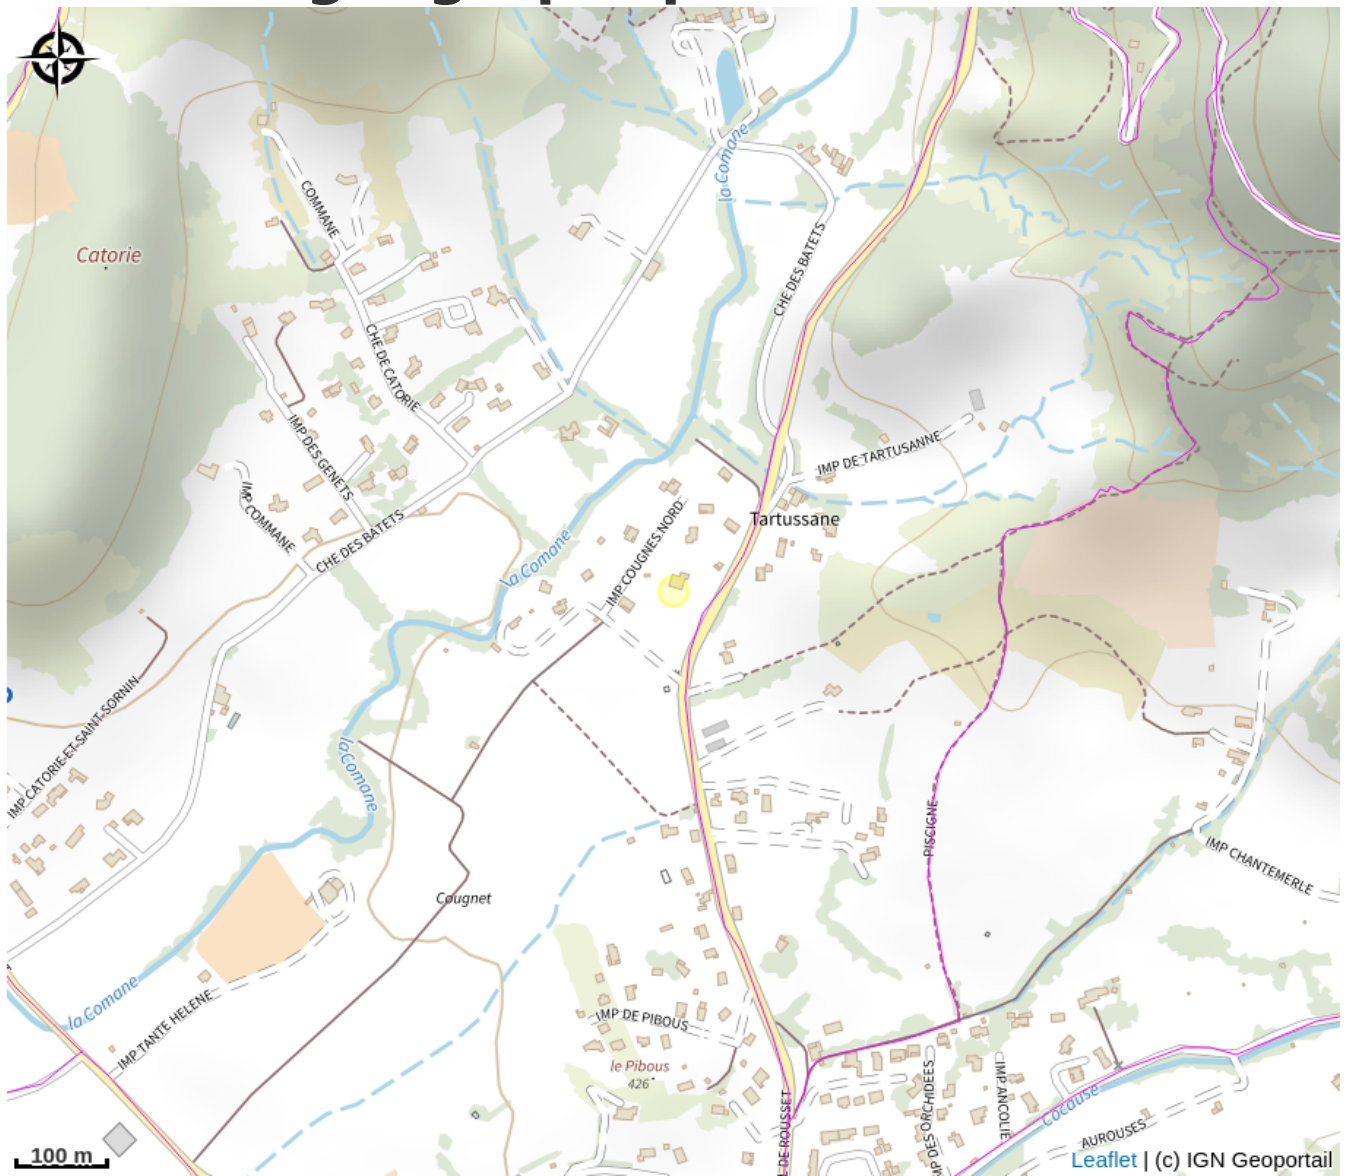 la Comane
COMMANE
Catorie
CHE DES BATETS
CHE DE CATORIE
IMP DES GENETS
IMP DE TARTUSANNE
IMP COMMANE
CHE DES BATETS
IMP COUGNES NORD
Tartussane
la Comane
IMP CATORIE ET SAINT SORNIN
la Comane
PISCIGNE
IMP CHANTEMERLE
Cougnet
la Comane
IMP TANTE HELENE
IMP DE PIBOUS
le Pibous
426
E DE ROUSSET
MP DES ORCHIDEES
IMP ANCOLIE
Cocause
AUROUSES
100 m
Leaflet | (c) IGN Geoportail